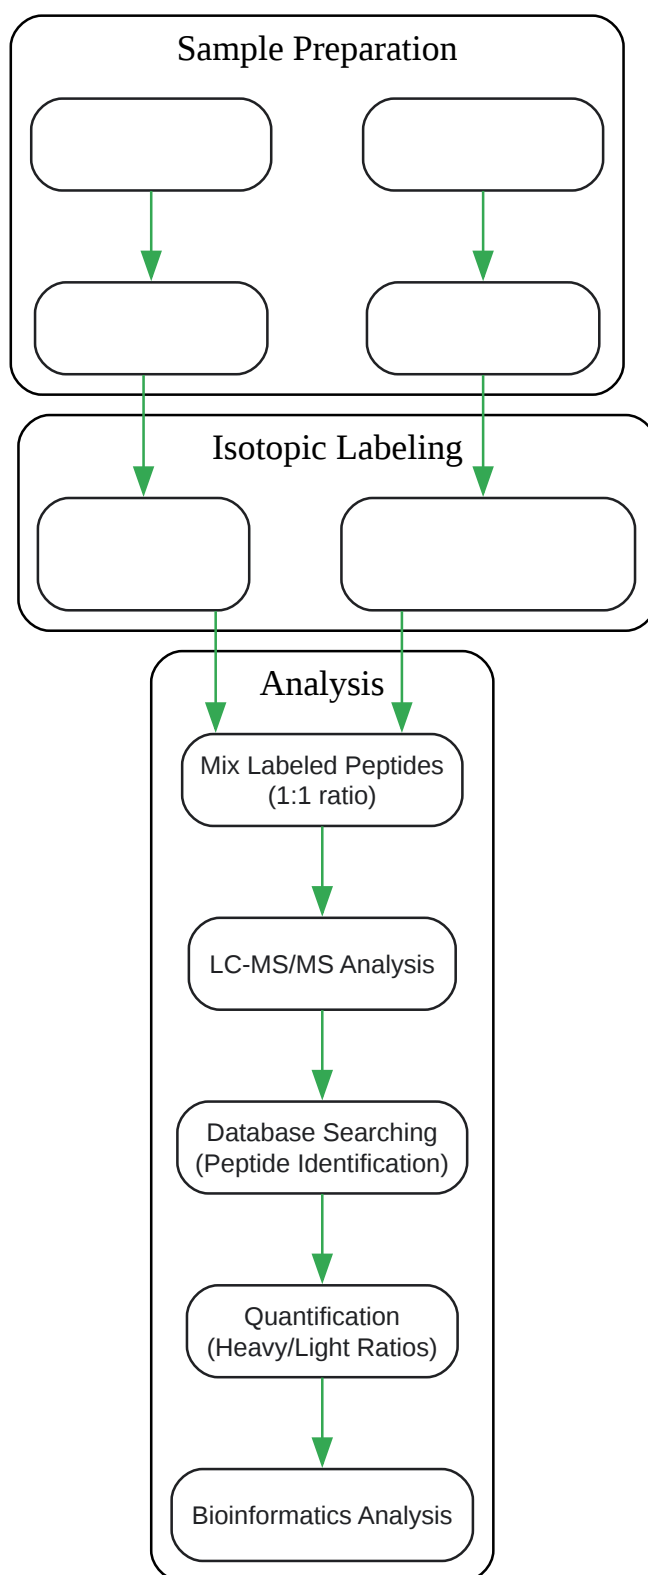 Sample Preparation
Isotopic Labeling
Analysis
Mix Labeled Peptides
(1:1 ratio)
LC-MS/MS Analysis
Database Searching
(Peptide Identification)
Quantification
(Heavy/Light Ratios)
Bioinformatics Analysis